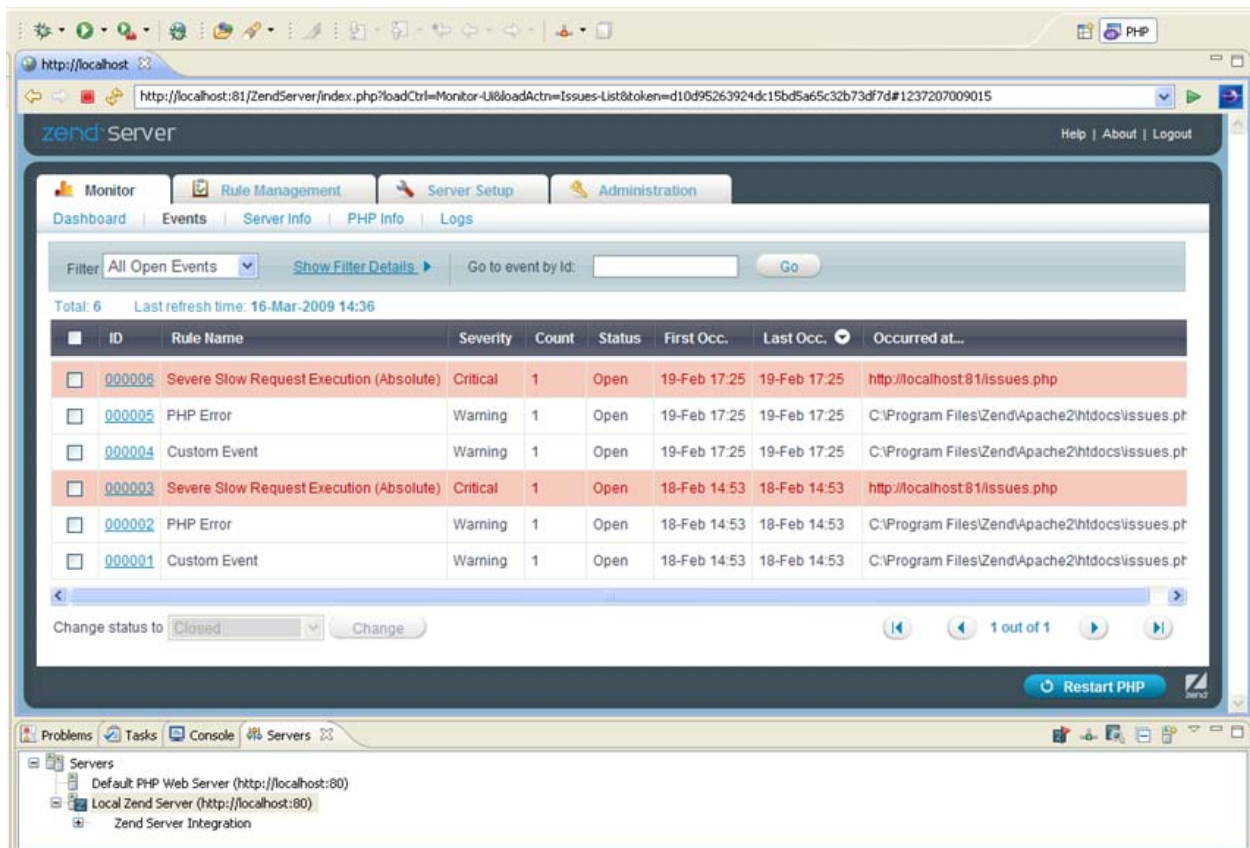 PHP
http://localhost
http://localhost:81/ZendServer/index.php?loadCtrl=Monitor-Ui&loadActn=Issues-List&token=d10d95263924dc15bd5a65c32b73df7d#1237207009015
zend server Help | About | Logout
Monitor Rule Management Server Setup Administration
Dashboard | Events | Server Info | PHP Info | Logs
Filter All Open Events Show Filter Details Go to event by Id: Go
Total: 6 Last refresh time: 16-Mar-2009 14:36
ID Rule Name Severity Count Status First Occ. Last Occ. Occurred at...
000006 Severe Slow Request Execution (Absolute) Critical 1 Open 19-Feb 17:25 19-Feb 17:25 http://localhost:81/issues.php
000005 PHP Error Warning 1 Open 19-Feb 17:25 19-Feb 17:25 C:\Program Files\Zend\Apache2\htdocs\issues.ph
000004 Custom Event Warning 1 Open 19-Feb 17:25 19-Feb 17:25 C:\Program Files\Zend\Apache2\htdocs\issues.ph
000003 Severe Slow Request Execution (Absolute) Critical 1 Open 18-Feb 14:53 18-Feb 14:53 http://localhost:81/issues.php
000002 PHP Error Warning 1 Open 18-Feb 14:53 18-Feb 14:53 C:\Program Files\Zend\Apache2\htdocs\issues.ph
000001 Custom Event Warning 1 Open 18-Feb 14:53 18-Feb 14:53 C:\Program Files\Zend\Apache2\htdocs\issues.ph
Change status to Closed Change 1 out of 1
Restart PHP zend
Problems Tasks Console Servers
Servers
Default PHP Web Server (http://localhost:80)
Local Zend Server (http://localhost:80)
Zend Server Integration